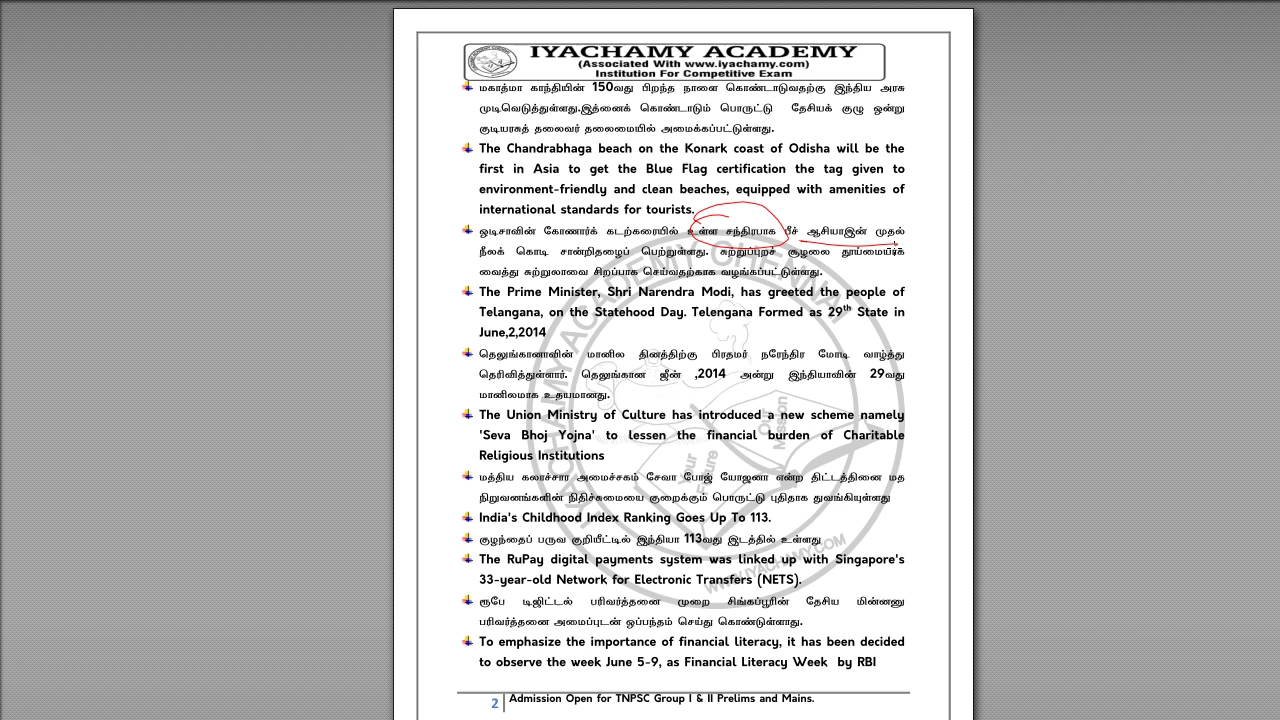 IYACHAMY ACADEMY
(Associated With www.iyachamy.com)
Institution For Competitive Exam
மகாத்மா காந்தியின் 150வது பிறந்த நாளை கொண்டாடுவதற்கு இந்திய அரசு
முடிவெடுத்துள்ளது.இத்னைக் கொண்டாடும் பொருட்டு தேசியக் குழு ஒன்று
குடியரசுத் தலைவர் தலைமையில் அமைக்கப்பட்டுள்ளது.
The Chandrabhaga beach on the Konark coast of Odisha will be the
first in Asia to get the Blue Flag certification the tag given to
environment-friendly and clean beaches, equipped with amenities of
international standards for tourists.
ஒடிசாவின் கோணார்க் கடற்கரையில் உள்ள சந்திரபாக பீச் ஆசியாஇன் முதல்
நீலக் கொடி சான்றிதழைப் பெற்றுள்ளது. சுற்றுப்புறச் சூழலை தூய்மையாக
வைத்து சுற்றுலாவை சிறப்பாக செய்வதற்காக வழங்கப்பட்டுள்ளது.
The Prime Minister, Shri Narendra Modi, has greeted the people of
Telangana, on the Statehood Day. Telengana Formed as 29th State in
June,2,2014
தெலுங்கானாவின் மானில தினத்திற்கு பிரதமர் நரேந்திர மோடி வாழ்த்து
தெரிவித்துள்ளார். தெலுங்கான ஜீன் ,2014 அன்று இந்தியாவின் 29வது
மானிலமாக உதயமானது.
The Union Ministry of Culture has introduced a new scheme namely
'Seva Bhoj Yojna' to lessen the financial burden of Charitable
Religious Institutions
மத்திய கலாச்சார அமைச்சகம் சேவா போஜ் யோஜனா என்ற திட்டத்தினை மத
நிறுவனங்களின் நிதிச்சுமையை குறைக்கும் பொருட்டு புதிதாக துவங்கியுள்ளது
India's Childhood Index Ranking Goes Up To 113.
குழந்தைப் பருவ குறியீட்டில் இந்தியா 113வது இடத்தில் உள்ளது
The RuPay digital payments system was linked up with Singapore's
33-year-old Network for Electronic Transfers (NETS).
ரூபே டிஜிட்டல் பரிவர்த்தனை முறை சிங்கப்பூரின் தேசிய மின்னனு
பரிவர்த்தனை அமைப்புடன் ஒப்பந்தம் செய்து கொண்டுள்ளாது.
To emphasize the importance of financial literacy, it has been decided
to observe the week June 5-9, as Financial Literacy Week by RBI
2 Admission Open for TNPSC Group I & II Prelims and Mains.
IYACHAMY ACADEMY CHENNAI
Your Future
Our Mission
WWW.IYACHAMY.COM